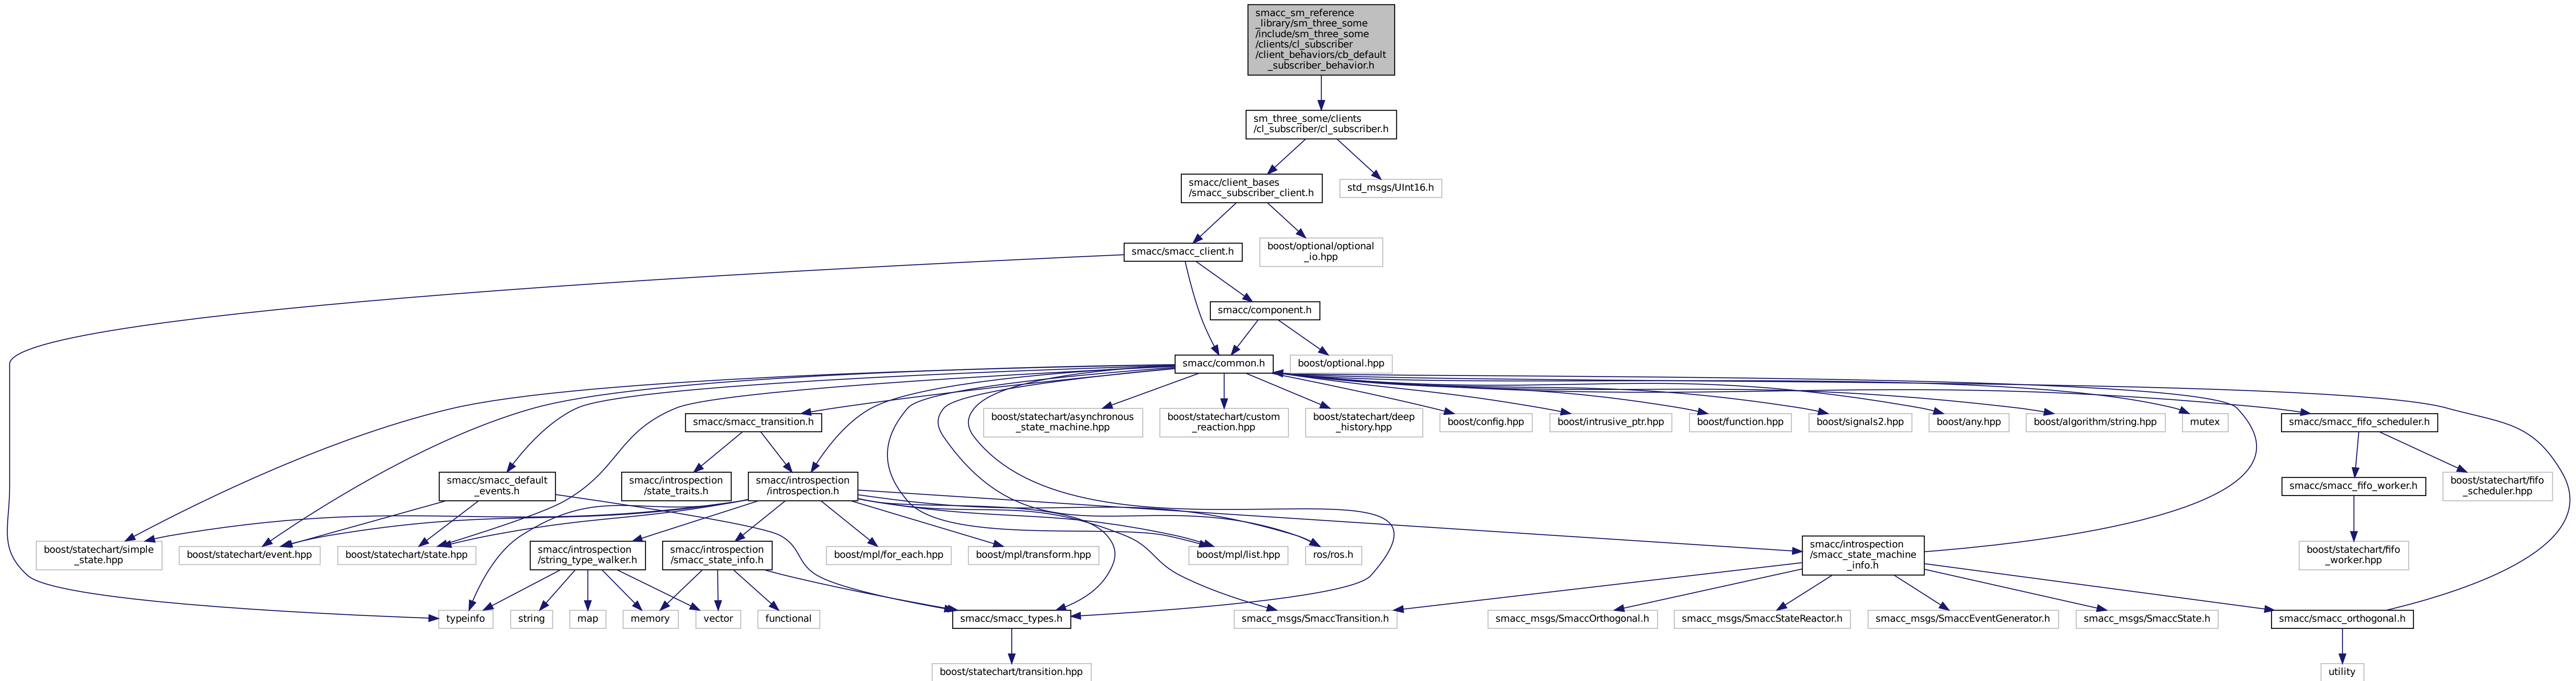 smacc_sm_reference
_library/sm_three_some
/include/sm_three_some
/clients/cl_subscriber
/client_behaviors/cb_default
_subscriber_behavior.h
sm_three_some/clients
/cl_subscriber/cl_subscriber.h
smacc/client_bases
/smacc_subscriber_client.h
std_msgs/UInt16.h
smacc/smacc_client.h
boost/optional/optional
_io.hpp
smacc/component.h
smacc/common.h
boost/optional.hpp
smacc/smacc_transition.h
boost/statechart/asynchronous
_state_machine.hpp
boost/statechart/custom
_reaction.hpp
boost/statechart/deep
_history.hpp
boost/config.hpp
boost/intrusive_ptr.hpp
boost/function.hpp
boost/signals2.hpp
boost/any.hpp
boost/algorithm/string.hpp
mutex
smacc/smacc_fifo_scheduler.h
smacc/smacc_default
_events.h
smacc/introspection
/state_traits.h
smacc/introspection
/introspection.h
smacc/smacc_fifo_worker.h
boost/statechart/fifo
_scheduler.hpp
boost/statechart/simple
_state.hpp
boost/statechart/event.hpp
boost/statechart/state.hpp
smacc/introspection
/string_type_walker.h
smacc/introspection
/smacc_state_info.h
boost/mpl/for_each.hpp
boost/mpl/transform.hpp
boost/mpl/list.hpp
ros/ros.h
smacc/introspection
/smacc_state_machine
_info.h
boost/statechart/fifo
_worker.hpp
typeinfo
string
map
memory
vector
functional
smacc/smacc_types.h
smacc_msgs/SmaccTransition.h
smacc_msgs/SmaccOrthogonal.h
smacc_msgs/SmaccStateReactor.h
smacc_msgs/SmaccEventGenerator.h
smacc_msgs/SmaccState.h
smacc/smacc_orthogonal.h
boost/statechart/transition.hpp
utility